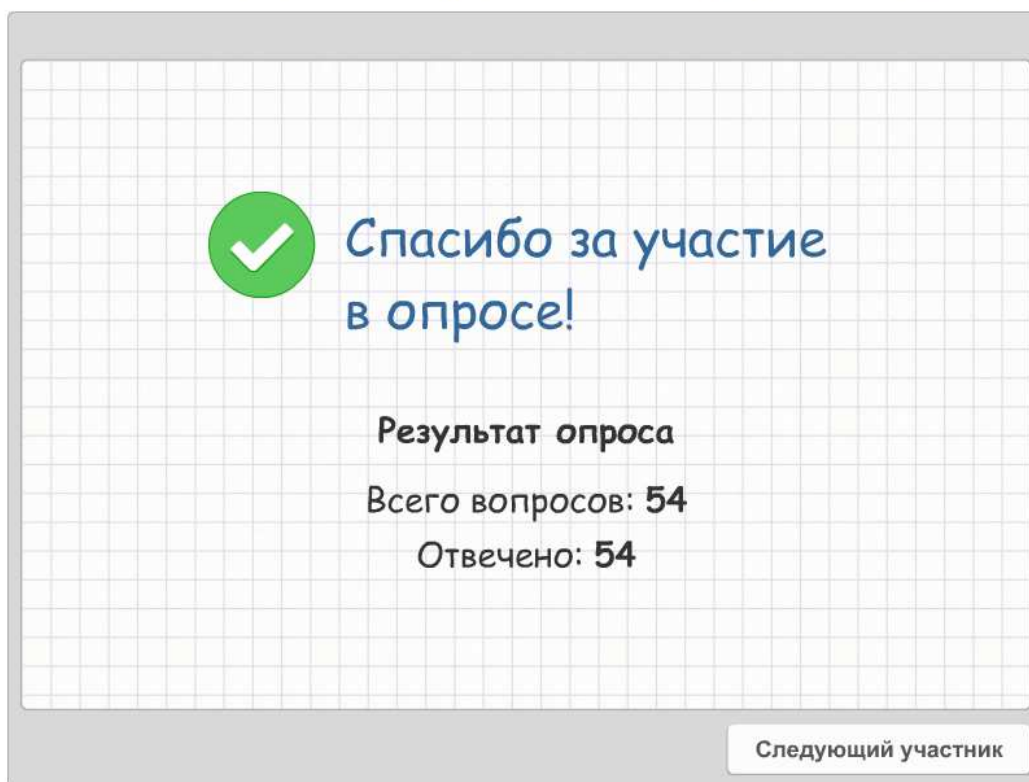 Спасибо за участие
в опросе!
Результат опроса
Всего вопросов: 54
Отвечено: 54
Следующий участник